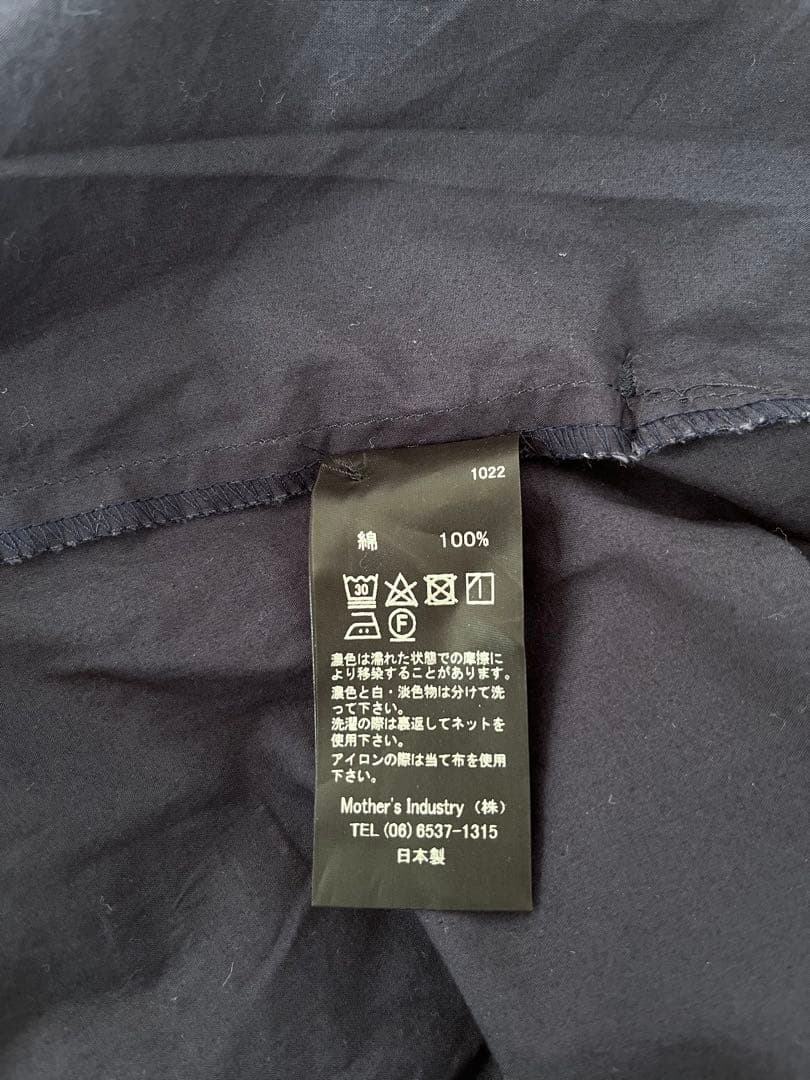 1022
綿 100%
30
F
濃色は濡れた状態での摩擦に
より移染することがあります。
濃色と白・淡色物は分けて洗
って下さい。
洗濯の際は裏返してネットを
使用下さい。
アイロンの際は当て布を使用
下さい。
Mother's Industry (株)
TEL (06) 6537-1315
日本製